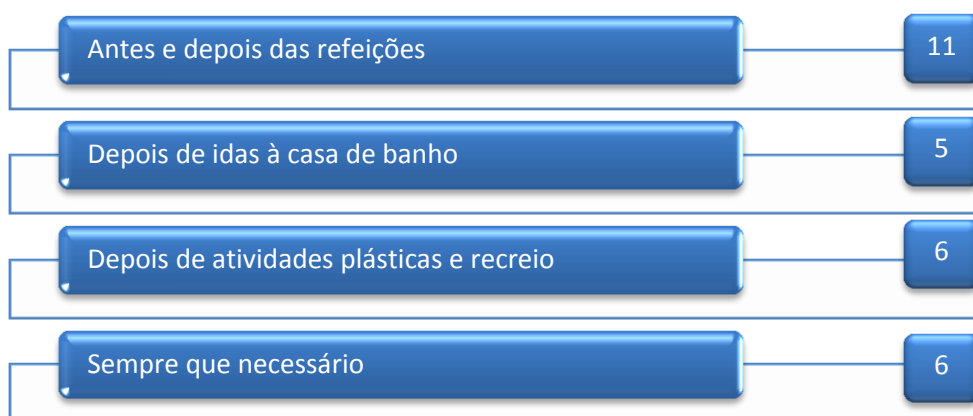 Antes e depois das refeições 11
Depois de idas à casa de banho 5
Depois de atividades plásticas e recreio 6
Sempre que necessário 6